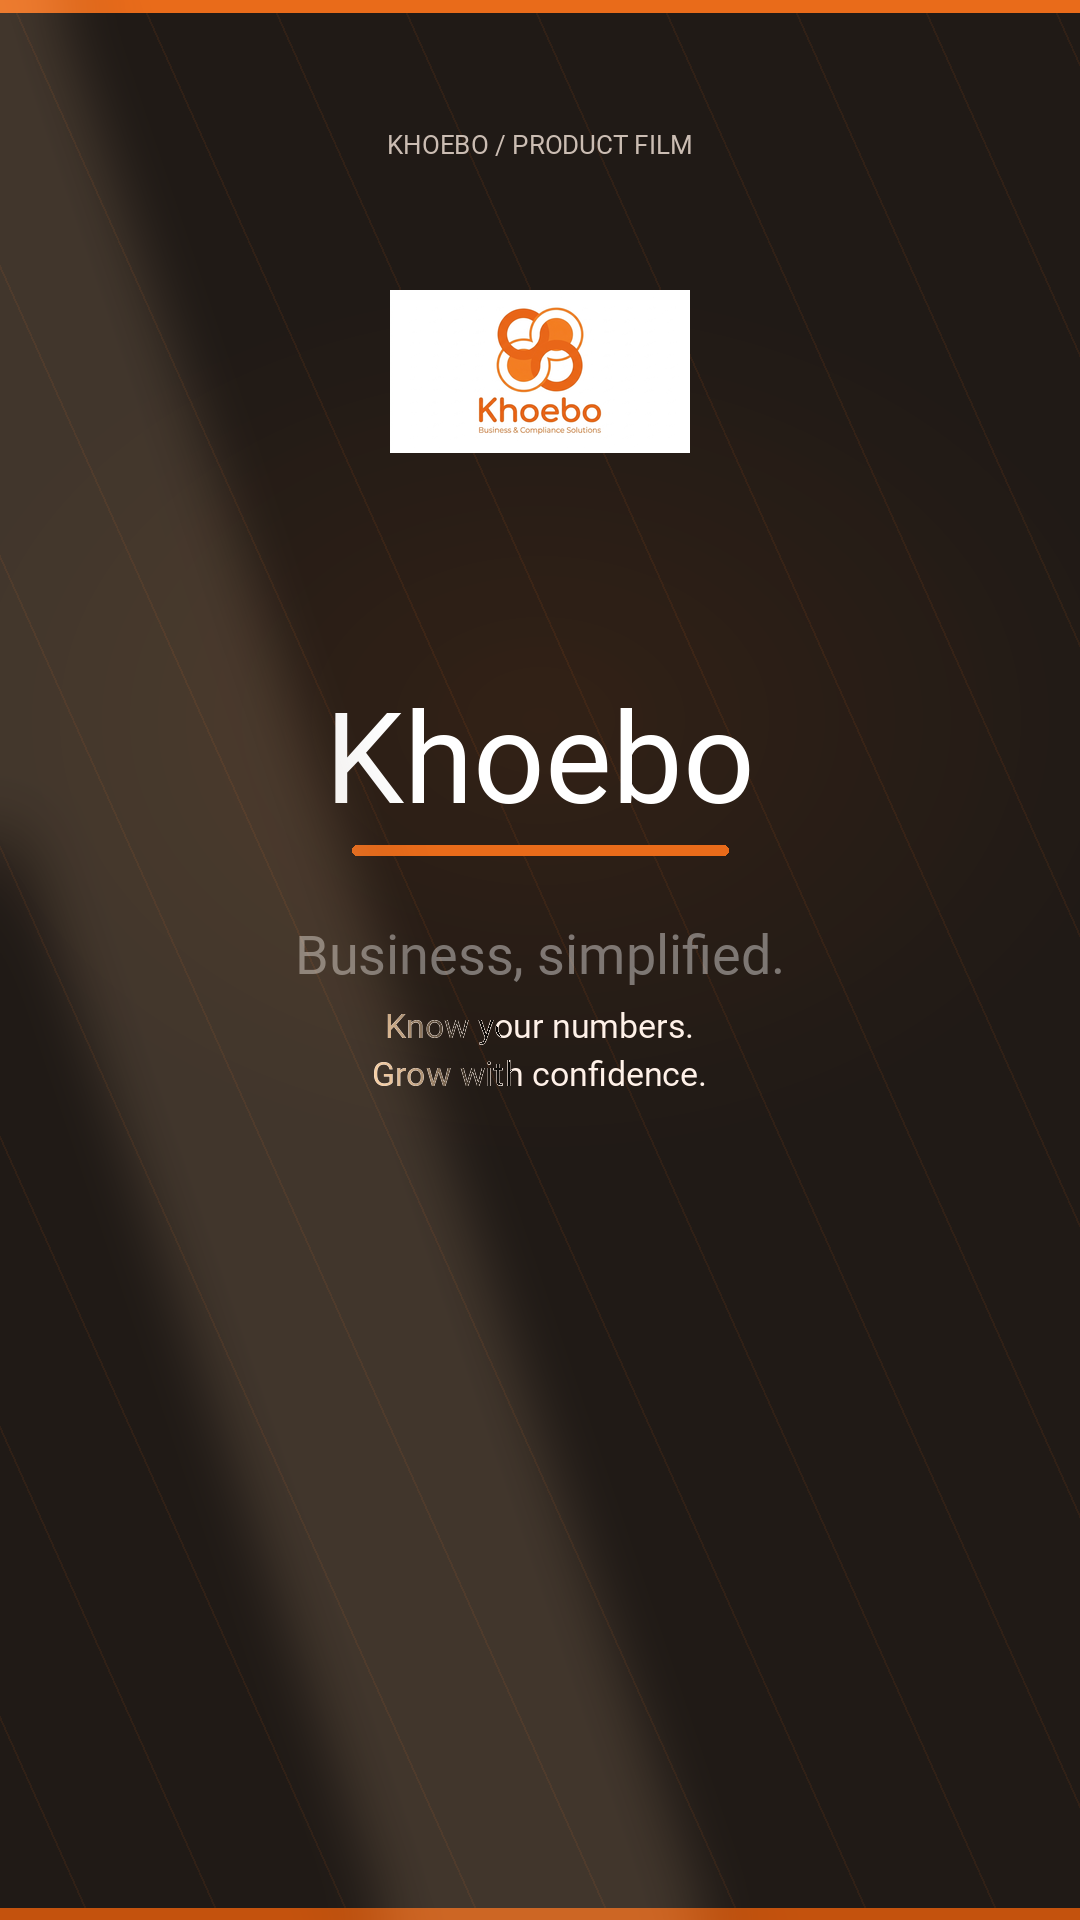 KHOEBO / PRODUCT FILM
Khoebo
Business & Compliance Solutions
Khoebo
Business, simplified.
Know your numbers.
Grow with confidence.